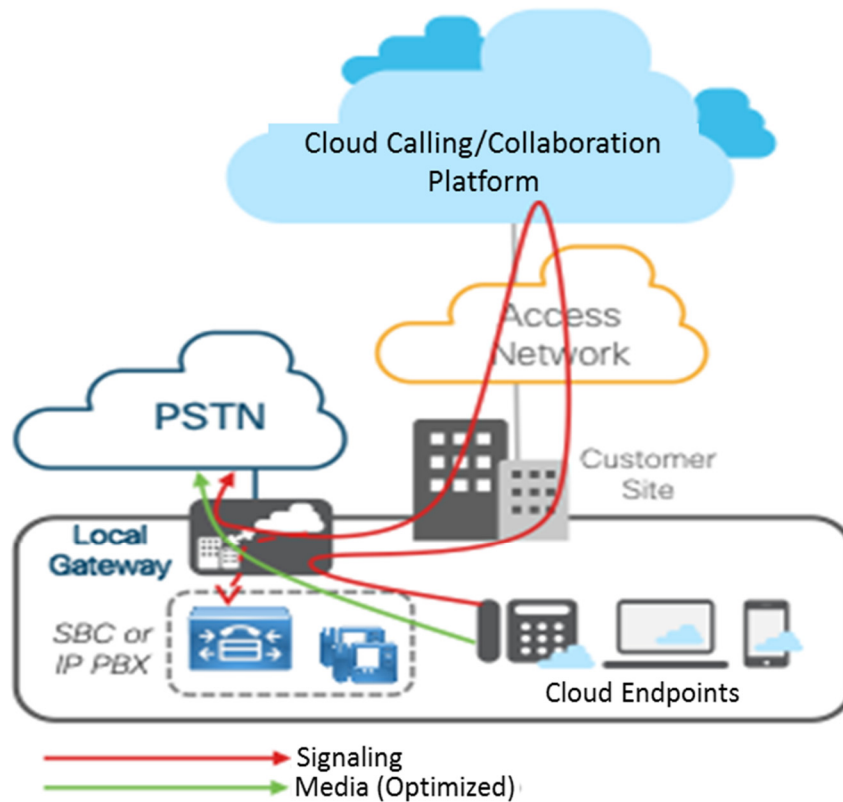 Cloud Calling/Collaboration
Platform
Access
Network
PSTN
Customer
Site
Local
Gateway
SBC or
IP PBX
Cloud Endpoints
Signaling
Media (Optimized)